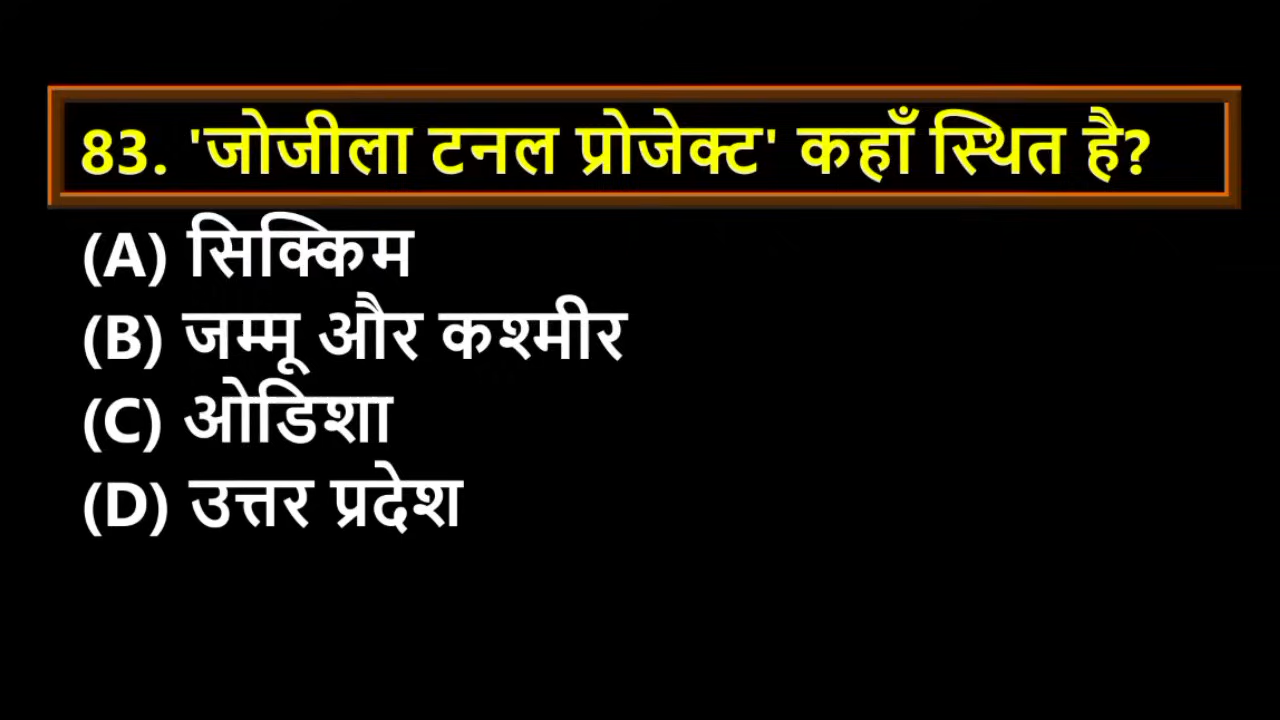 83. 'जोजीला टनल प्रोजेक्ट' कहाँ स्थित है?
(A) सिक्किम
(B) जम्मू और कश्मीर
(C) ओडिशा
(D) उत्तर प्रदेश